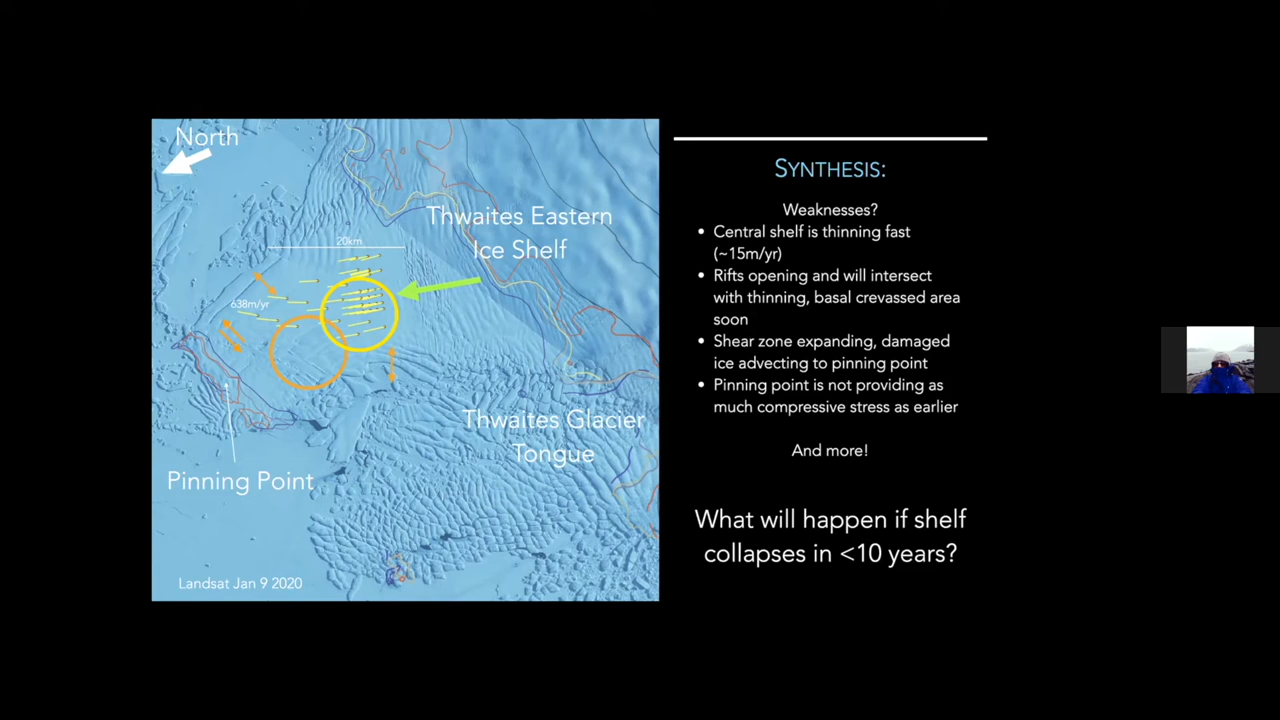 North
Thwaites Eastern
Ice Shelf
20km
638m/yr
Thwaites Glacier
Tongue
Pinning Point
Landsat Jan 9 2020
SYNTHESIS:
Weaknesses?
• Central shelf is thinning fast
(~15m/yr)
• Rifts opening and will intersect
with thinning, basal crevassed area
soon
• Shear zone expanding, damaged
ice advecting to pinning point
• Pinning point is not providing as
much compressive stress as earlier
And more!
What will happen if shelf
collapses in <10 years?